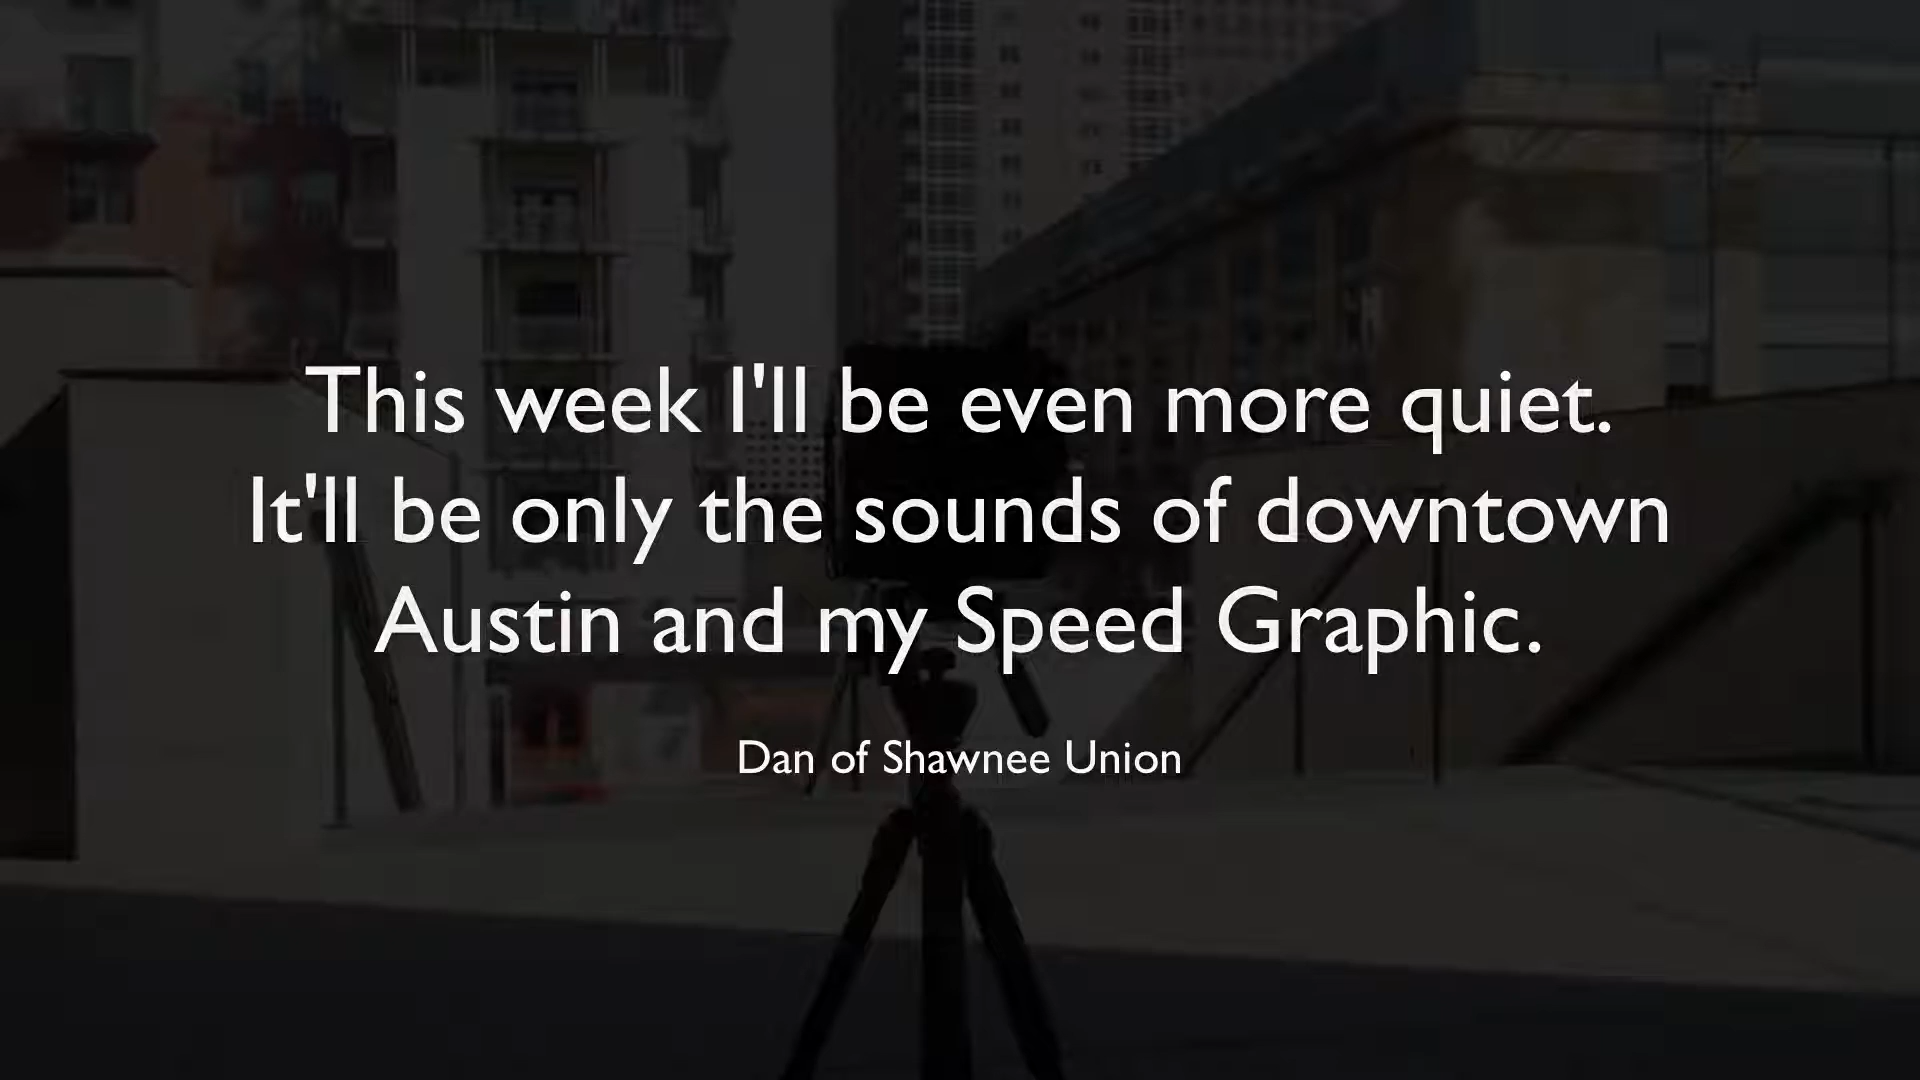 This week I'll be even more quiet.
It'll be only the sounds of downtown
Austin and my Speed Graphic.
Dan of Shawnee Union